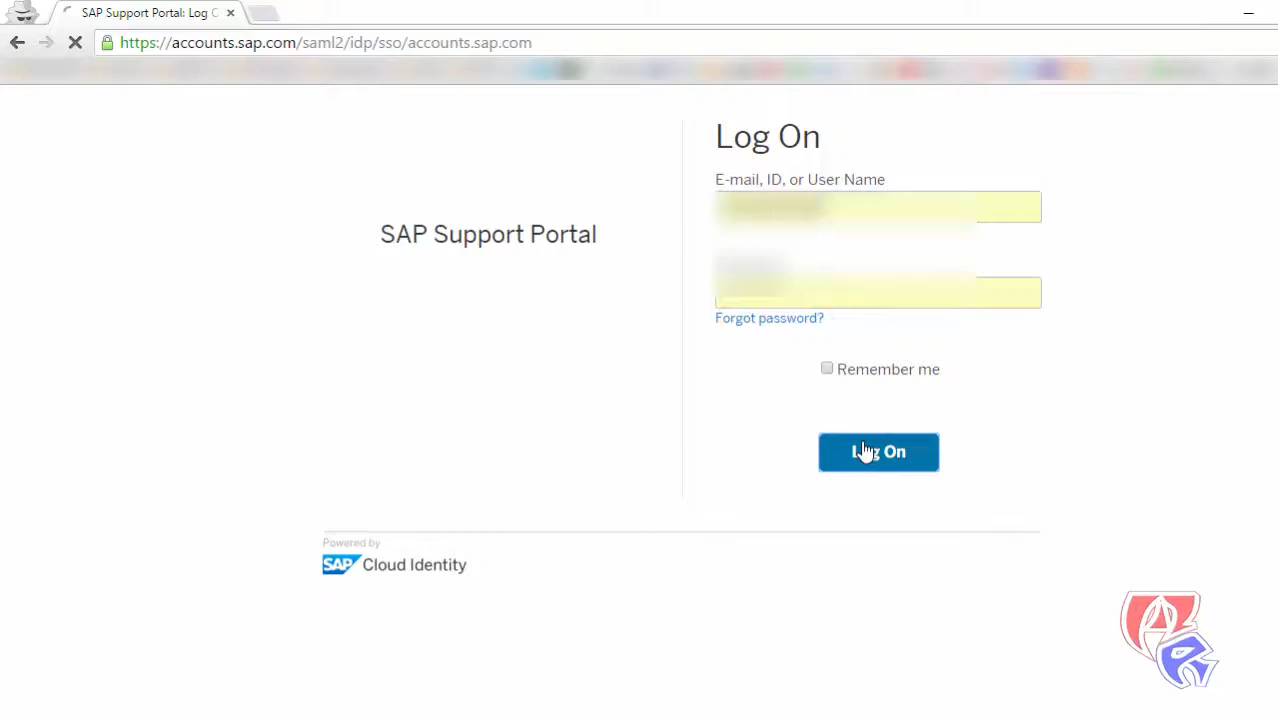 SAP Support Portal: Log C
https://accounts.sap.com/saml2/idp/sso/accounts.sap.com
Log On
E-mail, ID, or User Name
SAP Support Portal
Forgot password?
Remember me
Log On
Powered by
SAP Cloud Identity